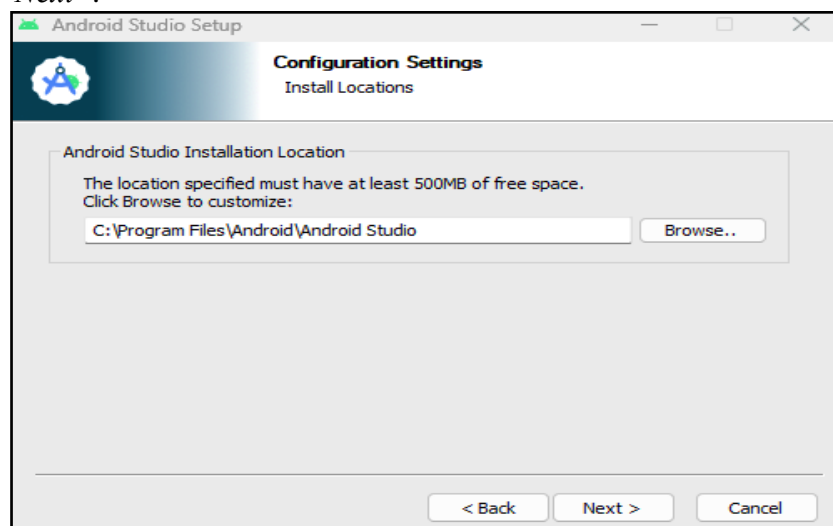 Android Studio Setup
Configuration Settings
Install Locations
Android Studio Installation Location
The location specified must have at least 500MB of free space.
Click Browse to customize:
C:\Program Files\Android\Android Studio
Browse..
< Back
Next >
Cancel